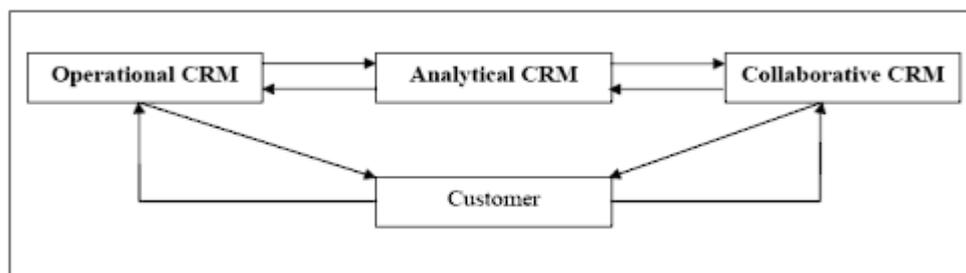 Operational CRM
Analytical CRM
Collaborative CRM
Customer